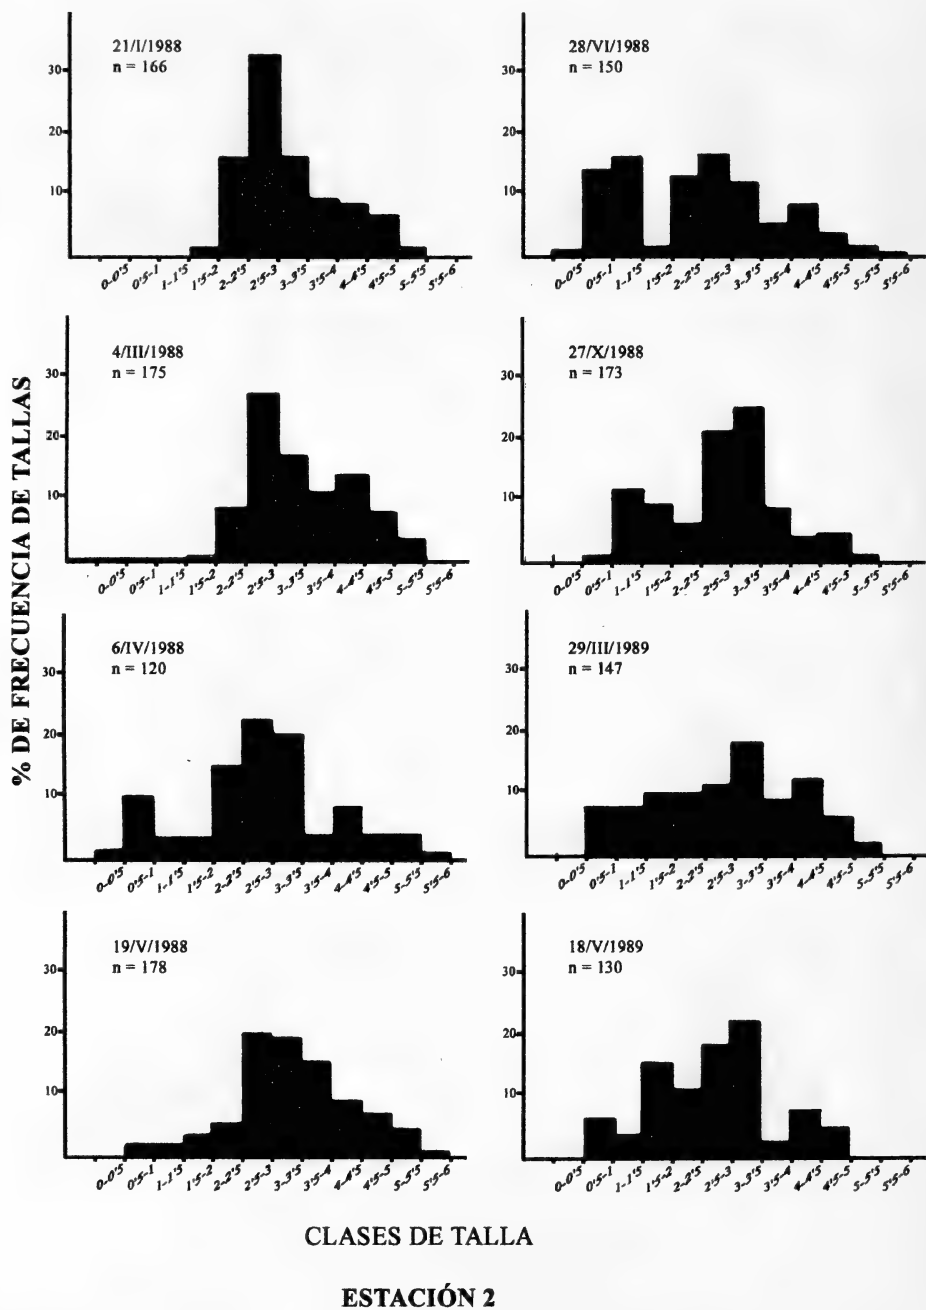 21/I/1988
n = 166
30
20
10
0-0'5 0'5-1 1-1'5 1'5-2 2-2'5 2'5-3 3-3'5 3'5-4 4-4'5 4'5-5 5-5'5 5'5-6
28/VI/1988
n = 150
30
20
10
0-0'5 0'5-1 1-1'5 1'5-2 2-2'5 2'5-3 3-3'5 3'5-4 4-4'5 4'5-5 5-5'5 5'5-6
4/III/1988
n = 175
30
20
10
0-0'5 0'5-1 1-1'5 1'5-2 2-2'5 2'5-3 3-3'5 3'5-4 4-4'5 4'5-5 5-5'5 5'5-6
27/X/1988
n = 173
30
20
10
0-0'5 0'5-1 1-1'5 1'5-2 2-2'5 2'5-3 3-3'5 3'5-4 4-4'5 4'5-5 5-5'5 5'5-6
% DE FRECUENCIA DE TALLAS
6/IV/1988
n = 120
30
20
10
0-0'5 0'5-1 1-1'5 1'5-2 2-2'5 2'5-3 3-3'5 3'5-4 4-4'5 4'5-5 5-5'5 5'5-6
29/III/1989
n = 147
30
20
10
0-0'5 0'5-1 1-1'5 1'5-2 2-2'5 2'5-3 3-3'5 3'5-4 4-4'5 4'5-5 5-5'5 5'5-6
19/V/1988
n = 178
30
20
10
0-0'5 0'5-1 1-1'5 1'5-2 2-2'5 2'5-3 3-3'5 3'5-4 4-4'5 4'5-5 5-5'5 5'5-6
18/V/1989
n = 130
30
20
10
0-0'5 0'5-1 1-1'5 1'5-2 2-2'5 2'5-3 3-3'5 3'5-4 4-4'5 4'5-5 5-5'5 5'5-6
CLASES DE TALLA
ESTACIÓN 2